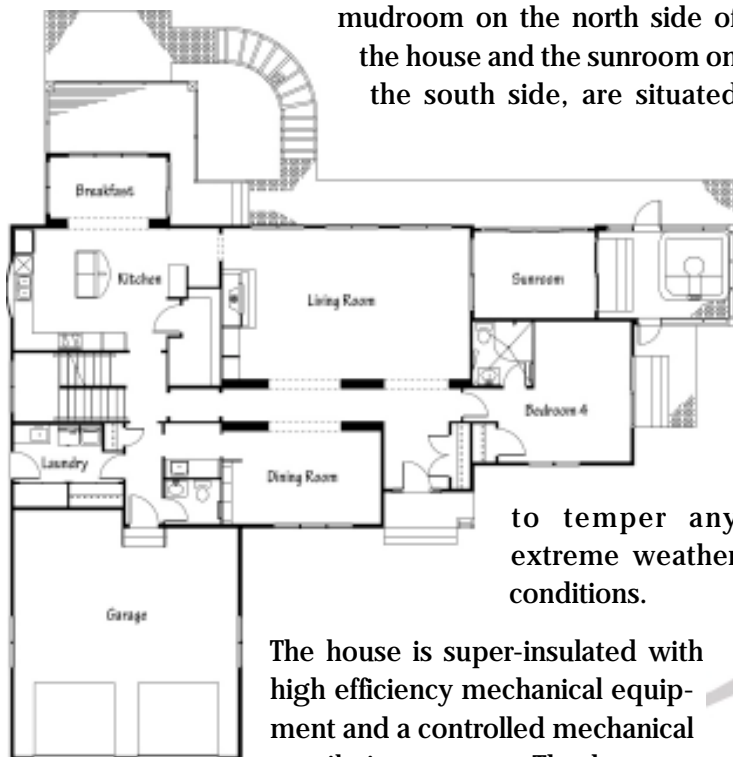 mudroom on the north side of
the house and the sunroom on
the south side, are situated
Breakfast
Kitchen
Living Room
Sunroom
Bedroom 4
Laundry
Dining Room
to temper any
extreme weather
conditions.
Garage
The house is super-insulated with
high efficiency mechanical equip-
ment and a controlled mechanical